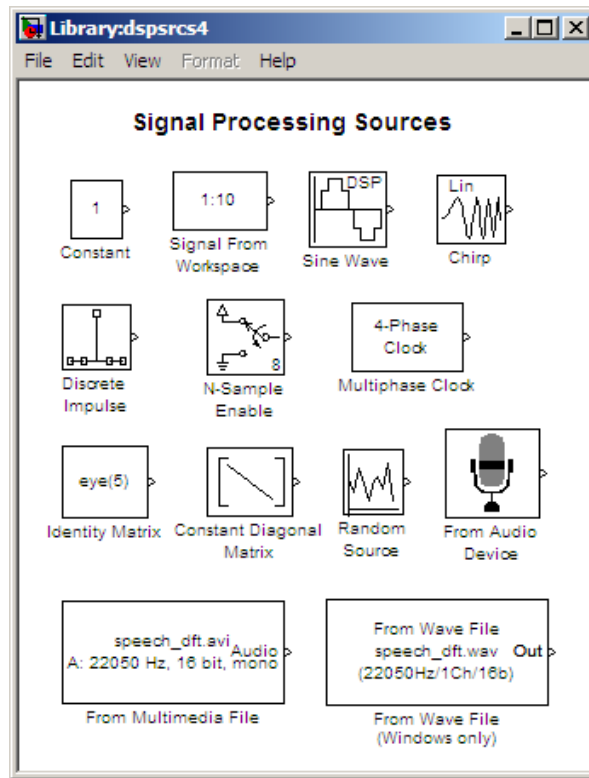 Library:dspsrcs4
File Edit View Format Help
Signal Processing Sources
1
Constant
1:10
Signal From
Workspace
DSP
Sine Wave
Lin
Chirp
Discrete
Impulse
8
N-Sample
Enable
4-Phase
Clock
Multiphase Clock
eye(5)
Identity Matrix
Constant Diagonal
Matrix
Random
Source
From Audio
Device
speech_dft.avi
Audio
A: 22050 Hz, 16 bit, mono
From Multimedia File
From Wave File
speech_dft.wav
Out
(22050Hz/1Ch/16b)
From Wave File
(Windows only)